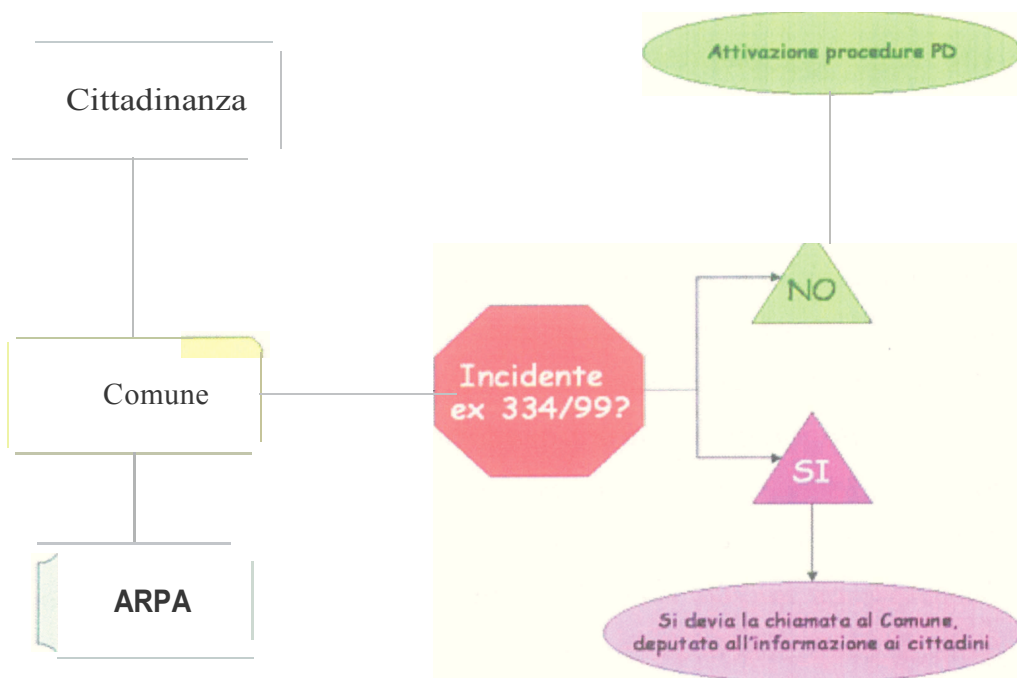 Cittadinanza
Attivazione procedure PD
Comune
Incidente
ex 334/99?
NO
SI
ARPA
Si devia la chiamata al Comune,
deputato all'informazione ai cittadini